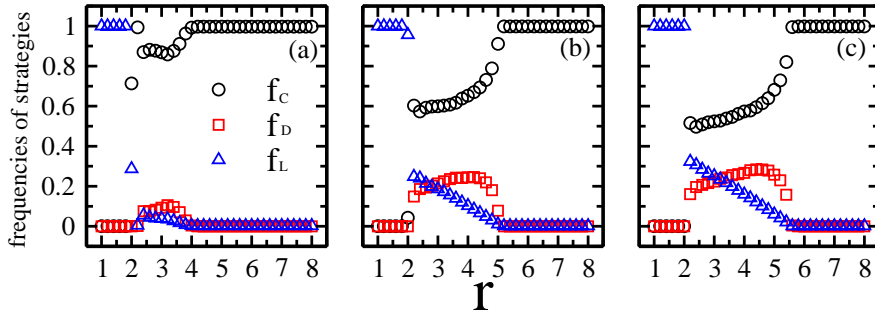 frequencies of strategies
1
0.8
0.6
0.4
0.2
0
(a)
(b)
(c)
f_C
f_D
f_L
1 2 3 4 5 6 7 8
1 2 3 4 5 6 7 8
1 2 3 4 5 6 7 8
r